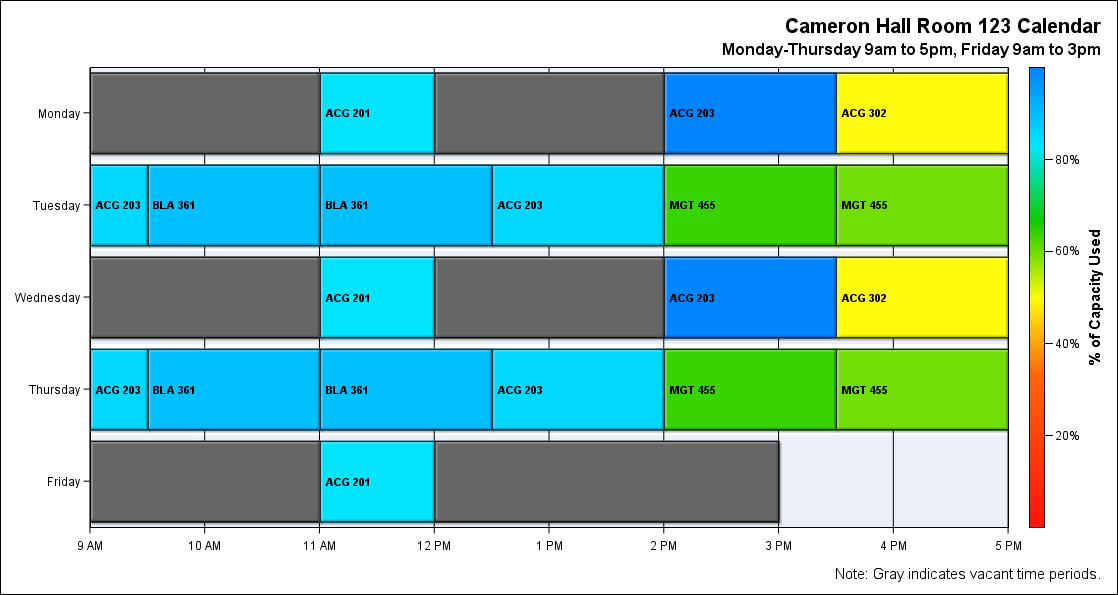 Cameron Hall Room 123 Calendar
Monday-Thursday 9am to 5pm, Friday 9am to 3pm
Monday
ACG 201
ACG 203
ACG 302
Tuesday
ACG 203
BLA 361
BLA 361
ACG 203
MGT 455
MGT 455
Wednesday
ACG 201
ACG 203
ACG 302
Thursday
ACG 203
BLA 361
BLA 361
ACG 203
MGT 455
MGT 455
Friday
ACG 201
9 AM
10 AM
11 AM
12 PM
1 PM
2 PM
3 PM
4 PM
5 PM
80%
60%
40%
20%
% of Capacity Used
Note: Gray indicates vacant time periods.